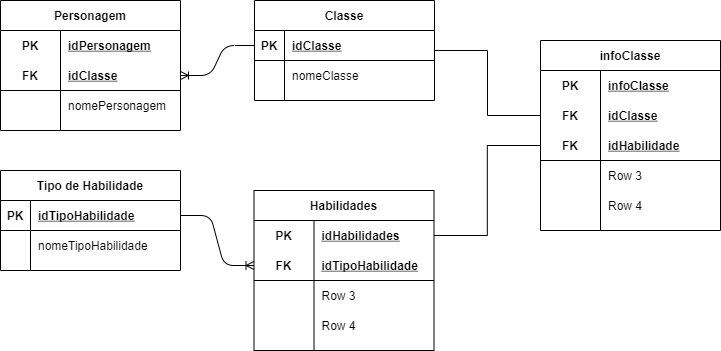 Personagem
PK idPersonagem
FK idClasse
nomePersonagem
Classe
PK idClasse
nomeClasse
infoClasse
PK infoClasse
FK idClasse
FK idHabilidade
Row 3
Row 4
Tipo de Habilidade
PK idTipoHabilidade
nomeTipoHabilidade
Habilidades
PK idHabilidades
FK idTipoHabilidade
Row 3
Row 4